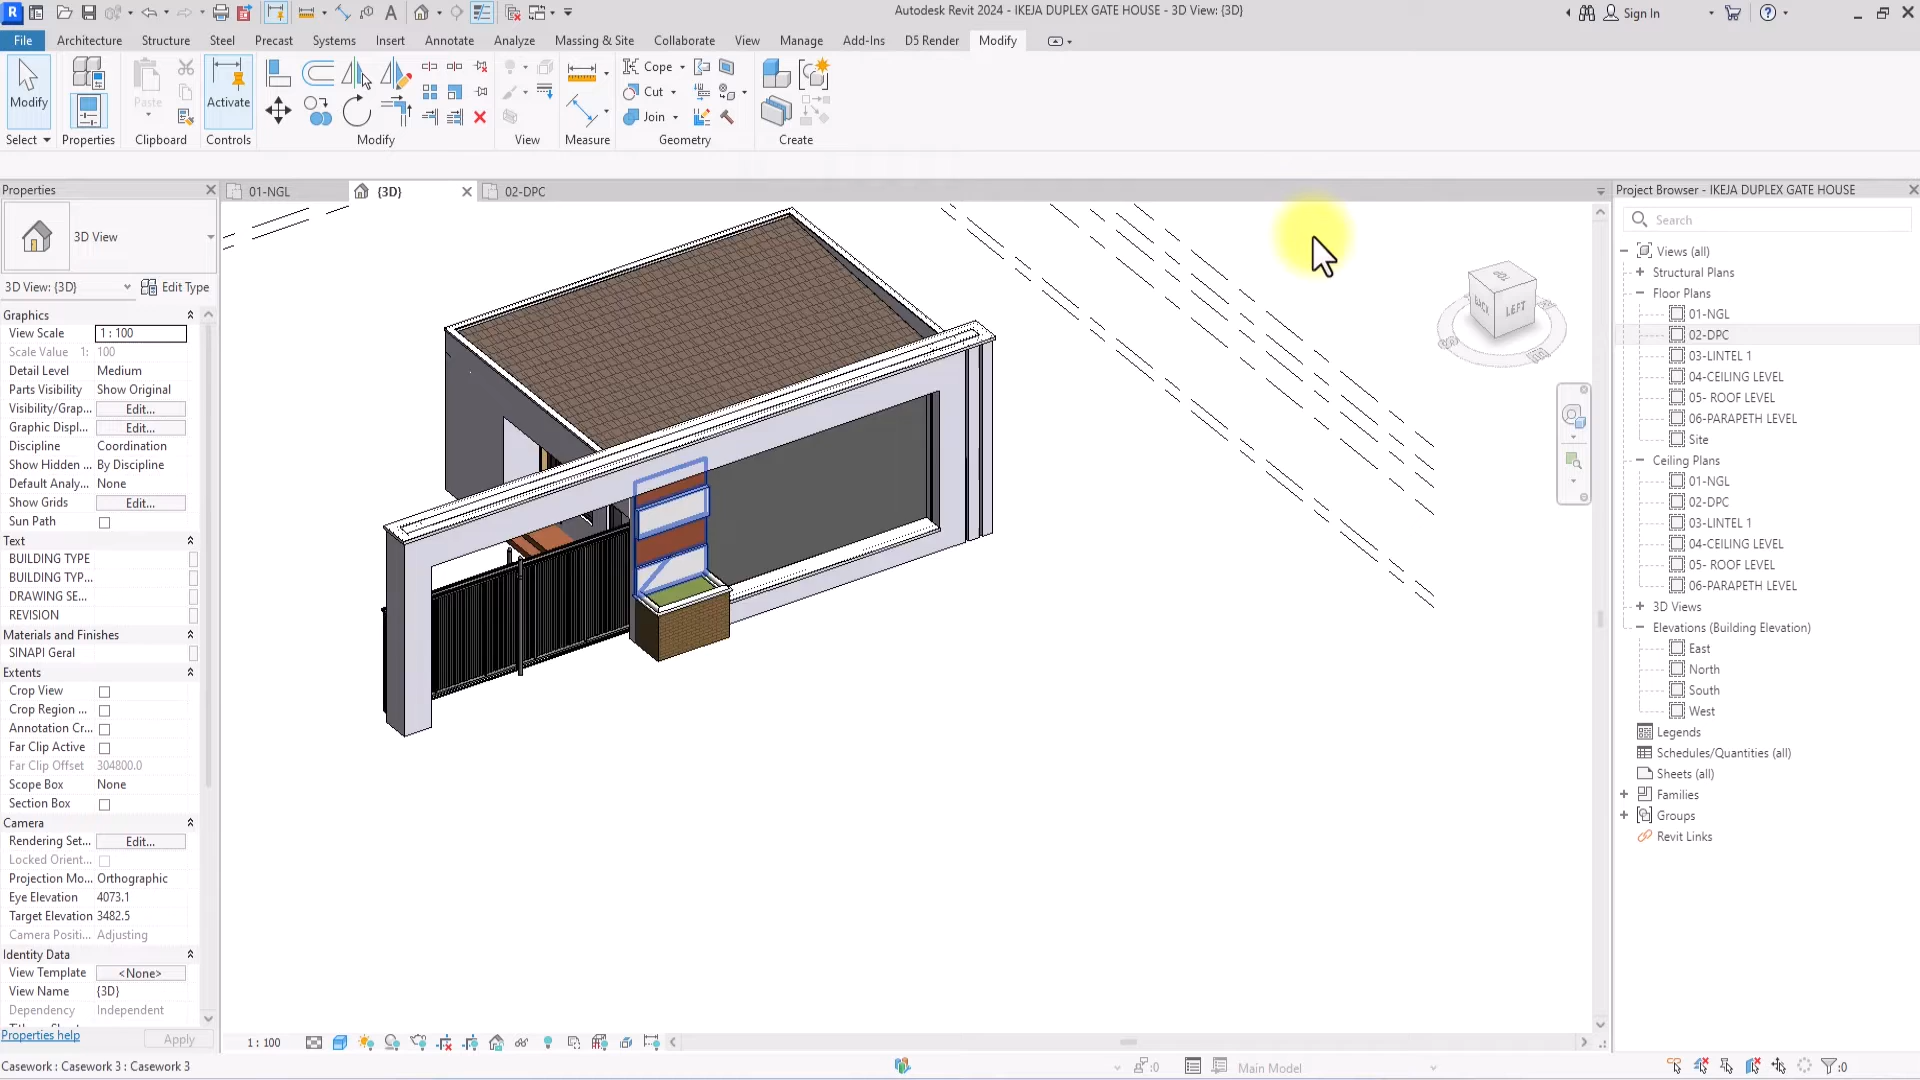 Autodesk Revit 2024 - IKEJA DUPLEX GATE HOUSE - 3D View: {3D}
Sign In
File
Architecture
Structure
Steel
Precast
Systems
Insert
Annotate
Analyze
Massing & Site
Collaborate
View
Manage
Add-Ins
D5 Render
Modify
Modify
Paste
Activate
Cope
Cut
Join
Select
Properties
Clipboard
Controls
Modify
View
Measure
Geometry
Create
Properties
01-NGL
{3D}
02-DPC
Project Browser - IKEJA DUPLEX GATE HOUSE
3D View
3D View: {3D}
Edit Type
Graphics
View Scale 1 : 100
Scale Value 1: 100
Detail Level Medium
Parts Visibility Show Original
Visibility/Grap... Edit...
Graphic Displ... Edit...
Discipline Coordination
Show Hidden ... By Discipline
Default Analy... None
Show Grids Edit...
Sun Path
Text
BUILDING TYPE
BUILDING TYP...
DRAWING SE...
REVISION
Materials and Finishes
SINAPI Geral
Extents
Crop View
Crop Region ...
Annotation Cr...
Far Clip Active
Far Clip Offset 304800.0
Scope Box None
Section Box
Camera
Rendering Set... Edit...
Locked Orient...
Projection Mo... Orthographic
Eye Elevation 4073.1
Target Elevation 3482.5
Camera Positi... Adjusting
Identity Data
View Template <None>
View Name {3D}
Dependency Independent
Properties help
Apply
TOP
BACK
LEFT
Search
Views (all)
Structural Plans
Floor Plans
01-NGL
02-DPC
03-LINTEL 1
04-CEILING LEVEL
05- ROOF LEVEL
06-PARAPETH LEVEL
Site
Ceiling Plans
01-NGL
02-DPC
03-LINTEL 1
04-CEILING LEVEL
05- ROOF LEVEL
06-PARAPETH LEVEL
3D Views
Elevations (Building Elevation)
East
North
South
West
Legends
Schedules/Quantities (all)
Sheets (all)
Families
Groups
Revit Links
1 : 100
Casework : Casework 3 : Casework 3
:0
Main Model
:0